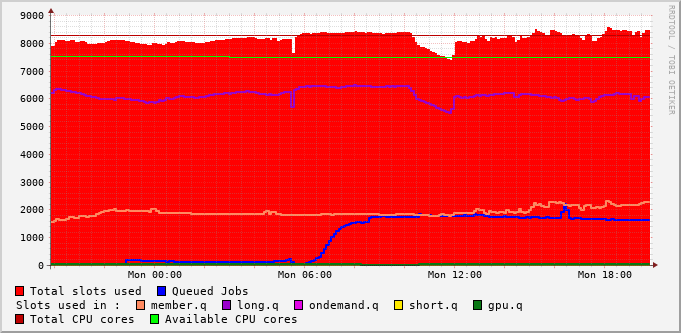 9000
8000
7000
6000
5000
4000
3000
2000
1000
0
Mon 00:00 Mon 06:00 Mon 12:00 Mon 18:00
RRDTOOL / TOBI OETIKER
Total slots used Queued Jobs
Slots used in : member.q long.q ondemand.q short.q gpu.q
Total CPU cores Available CPU cores